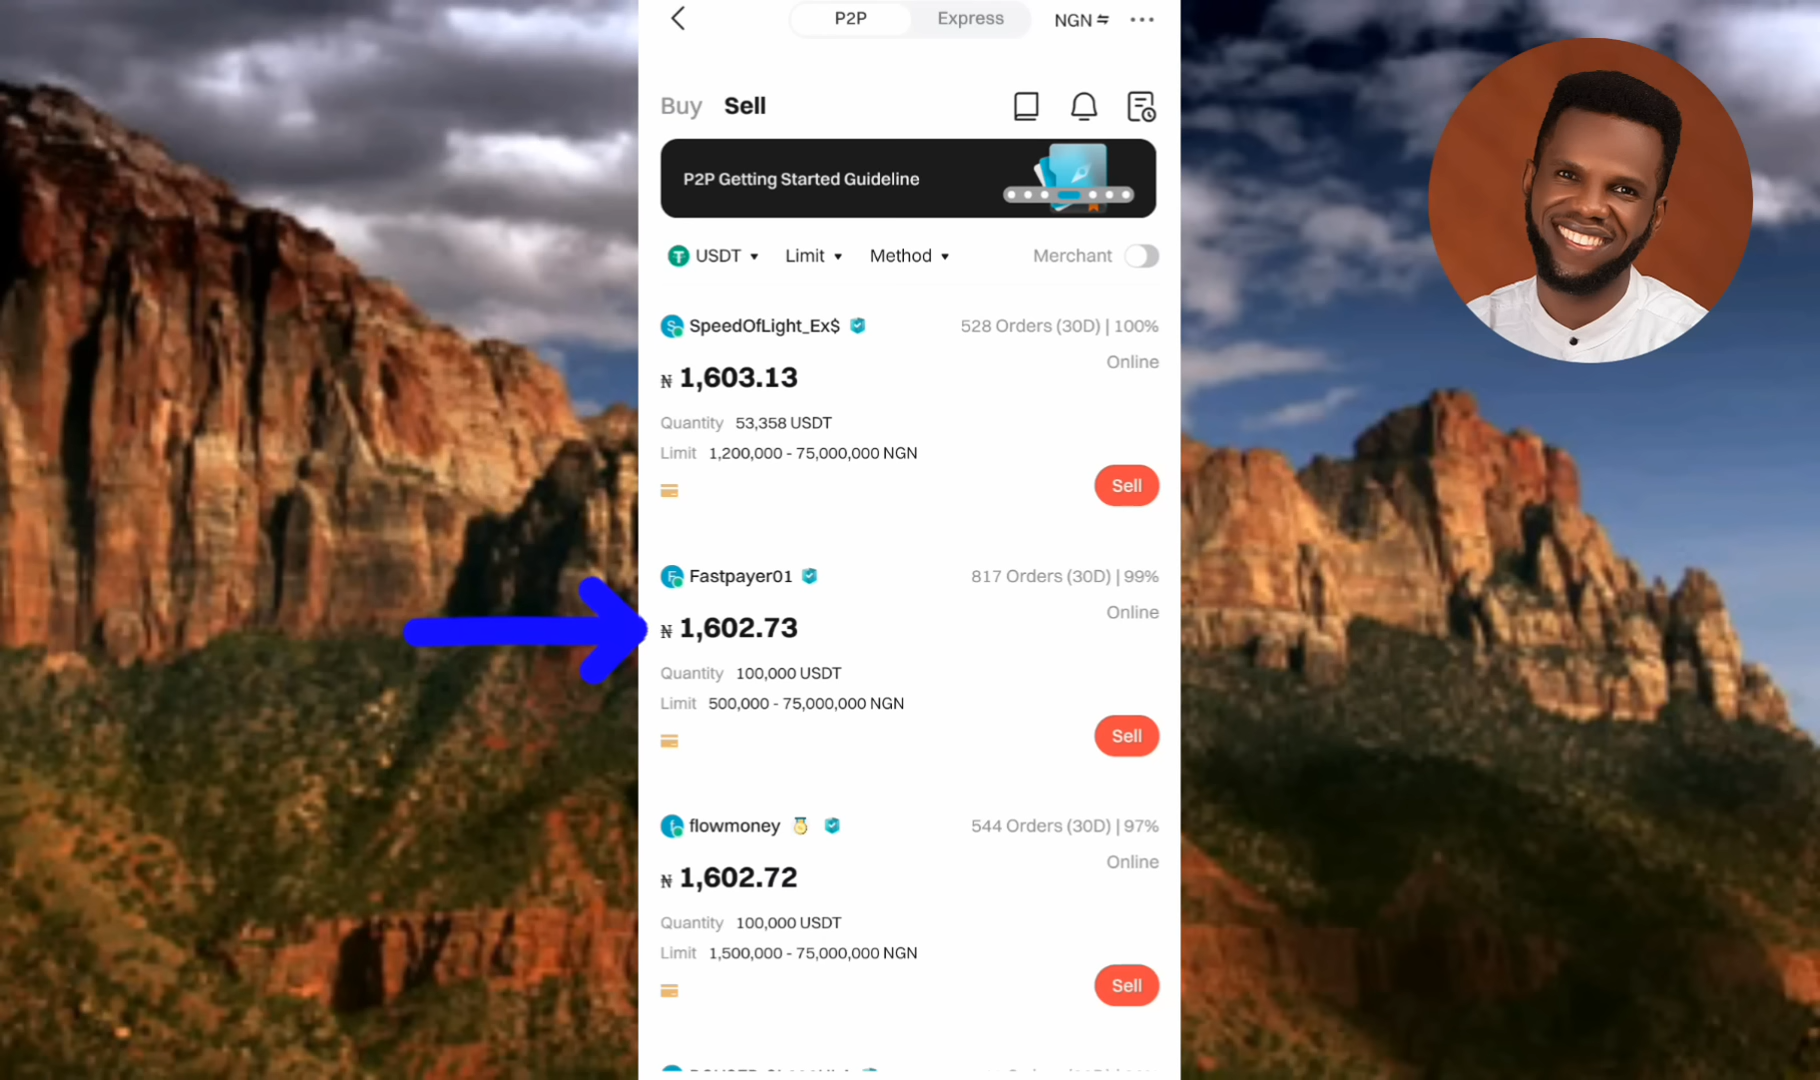 P2P Express NGN
Buy Sell
P2P Getting Started Guideline
USDT Limit Method Merchant
SpeedOfLight_Ex$ 528 Orders (30D) | 100%
Online
₦ 1,603.13
Quantity 53,358 USDT
Limit 1,200,000 - 75,000,000 NGN
Sell
Fastpayer01 817 Orders (30D) | 99%
Online
₦ 1,602.73
Quantity 100,000 USDT
Limit 500,000 - 75,000,000 NGN
Sell
flowmoney 544 Orders (30D) | 97%
Online
₦ 1,602.72
Quantity 100,000 USDT
Limit 1,500,000 - 75,000,000 NGN
Sell